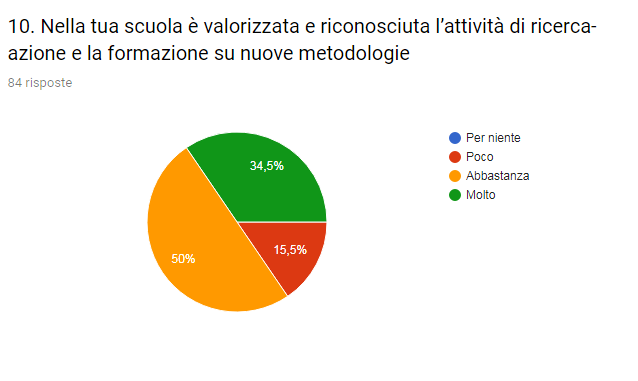 10. Nella tua scuola è valorizzata e riconosciuta l’attività di ricerca-
azione e la formazione su nuove metodologie
84 risposte
Per niente
Poco
Abbastanza
Molto
34,5%
15,5%
50%